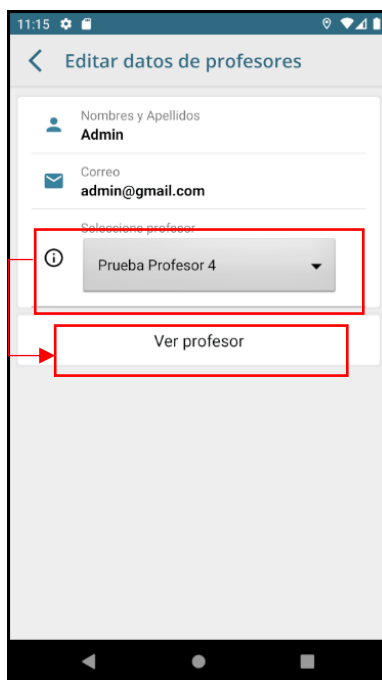 11:15
Editar datos de profesores
Nombres y Apellidos
Admin
Correo
admin@gmail.com
Seleccione profesor
Prueba Profesor 4
Ver profesor